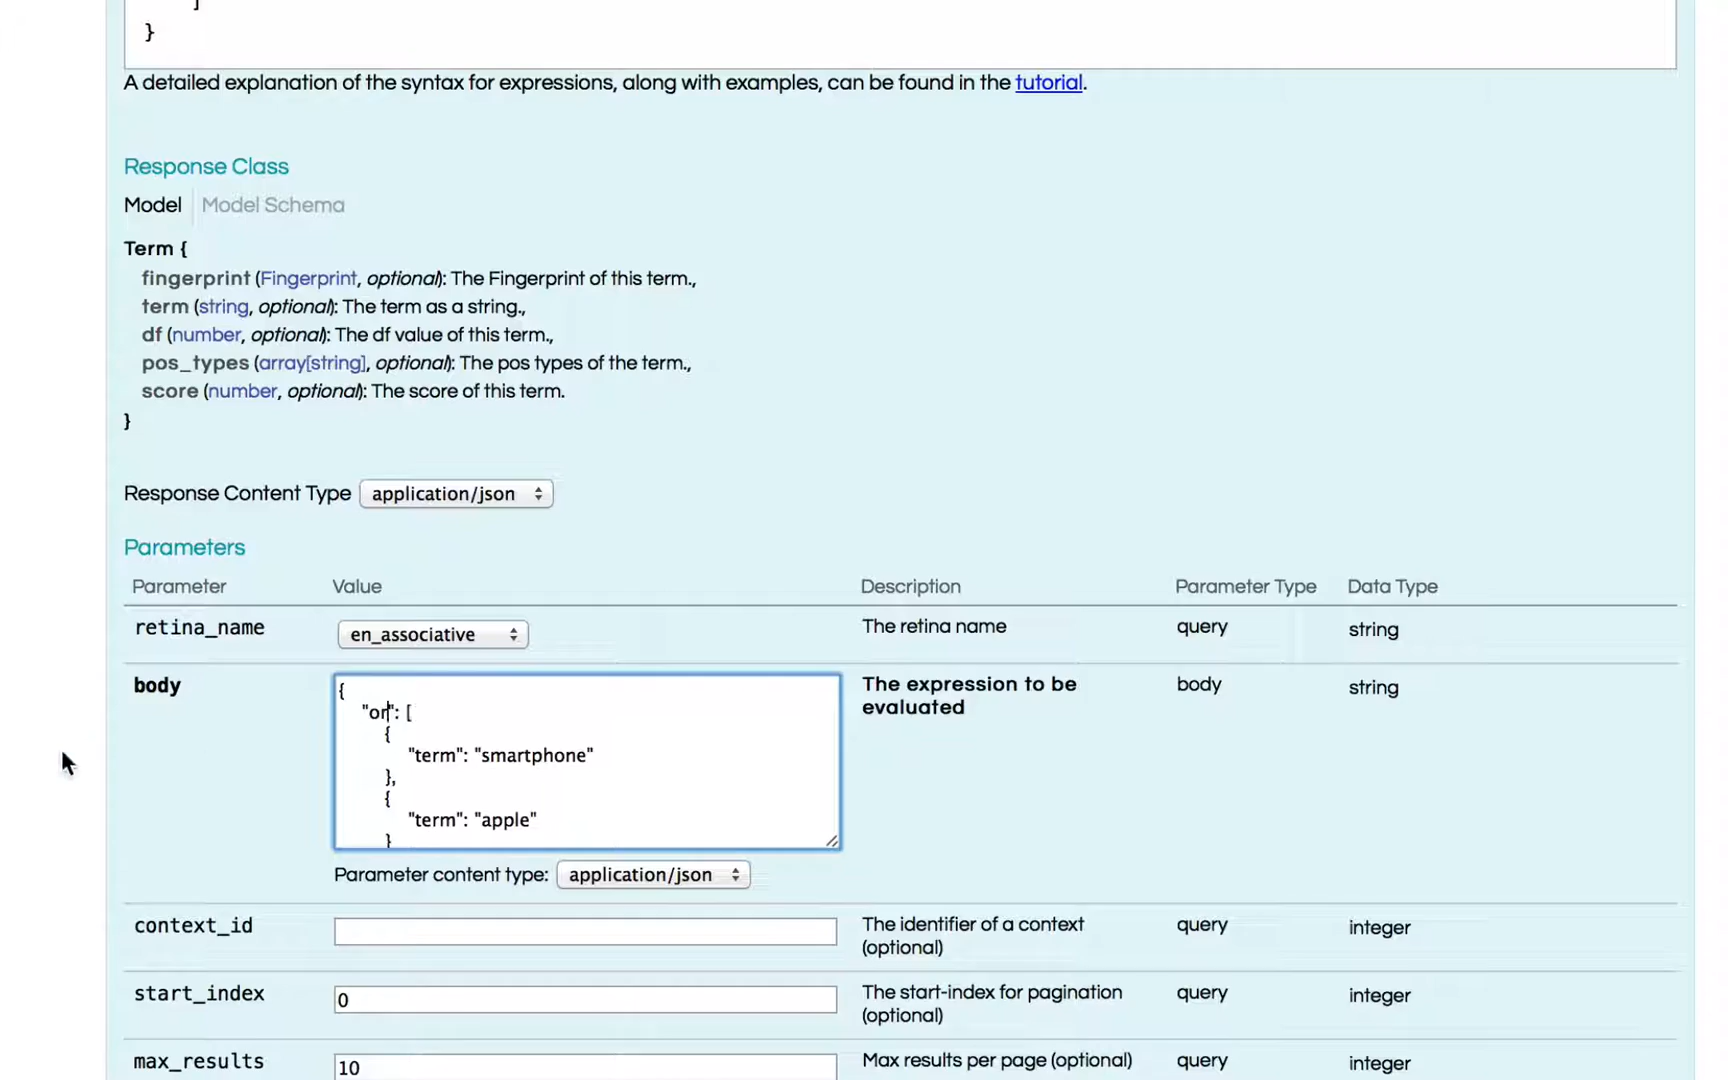 ]
}
A detailed explanation of the syntax for expressions, along with examples, can be found in the tutorial.
Response Class
Model Model Schema
Term {
fingerprint (Fingerprint, optional): The Fingerprint of this term.,
term (string, optional): The term as a string.,
df (number, optional): The df value of this term.,
pos_types (array[string], optional): The pos types of the term.,
score (number, optional): The score of this term.
}
Response Content Type application/json
Parameters
Parameter Value Description Parameter Type Data Type
retina_name en_associative The retina name query string
body The expression to be evaluated body string
{
"or": [
{
"term": "smartphone"
},
{
"term": "apple"
}
Parameter content type: application/json
context_id The identifier of a context (optional) query integer
start_index 0 The start-index for pagination (optional) query integer
max_results 10 Max results per page (optional) query integer